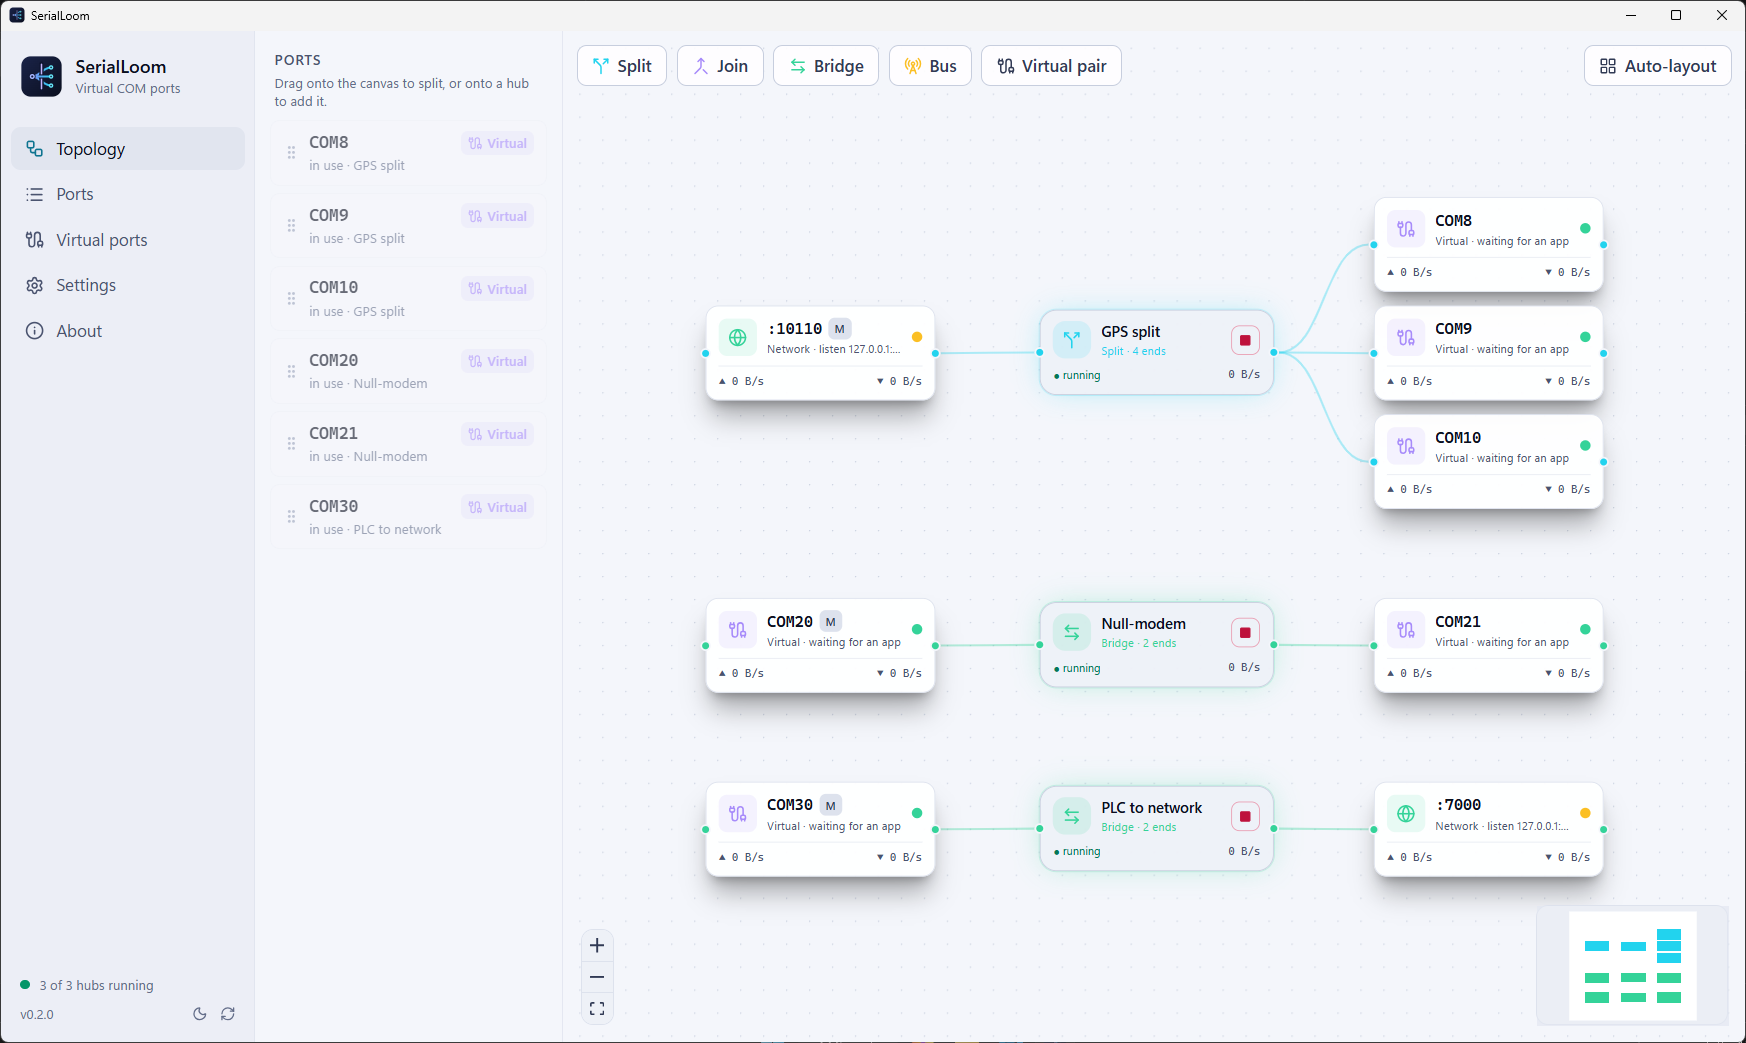 SerialLoom
SerialLoom
Virtual COM ports
Topology
Ports
Virtual ports
Settings
About
3 of 3 hubs running
v0.2.0
PORTS
Drag onto the canvas to split, or onto a hub
to add it.
COM8
Virtual
in use · GPS split
COM9
Virtual
in use · GPS split
COM10
Virtual
in use · GPS split
COM20
Virtual
in use · Null-modem
COM21
Virtual
in use · Null-modem
COM30
Virtual
in use · PLC to network
Split
Join
Bridge
Bus
Virtual pair
Auto-layout
:10110 M
Network · listen 127.0.0.1:...
▲ 0 B/s ▼ 0 B/s
GPS split
Split · 4 ends
● running 0 B/s
COM8
Virtual · waiting for an app
▲ 0 B/s ▼ 0 B/s
COM9
Virtual · waiting for an app
▲ 0 B/s ▼ 0 B/s
COM10
Virtual · waiting for an app
▲ 0 B/s ▼ 0 B/s
COM20 M
Virtual · waiting for an app
▲ 0 B/s ▼ 0 B/s
Null-modem
Bridge · 2 ends
● running 0 B/s
COM21
Virtual · waiting for an app
▲ 0 B/s ▼ 0 B/s
COM30 M
Virtual · waiting for an app
▲ 0 B/s ▼ 0 B/s
PLC to network
Bridge · 2 ends
● running 0 B/s
:7000
Network · listen 127.0.0.1:...
▲ 0 B/s ▼ 0 B/s